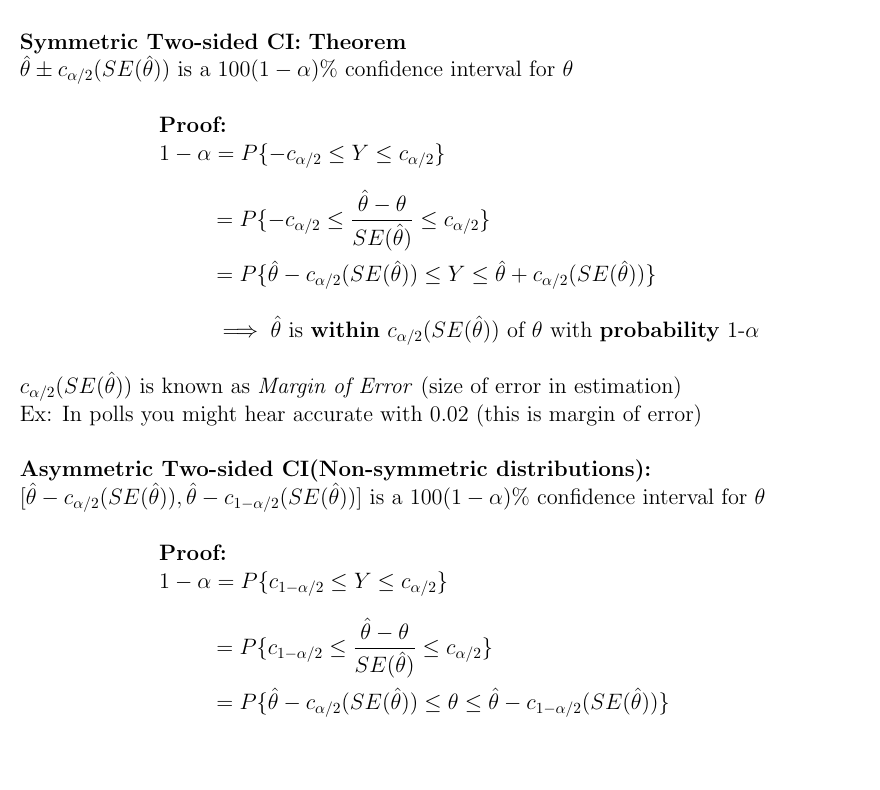 Symmetric Two-sided CI: Theorem
$\hat{\theta} \pm c_{\alpha/2}(SE(\hat{\theta}))$ is a $100(1-\alpha)\%$ confidence interval for $\theta$
Proof:
$1 - \alpha = P\{-c_{\alpha/2} \leq Y \leq c_{\alpha/2}\}$
$= P\{-c_{\alpha/2} \leq \dfrac{\hat{\theta} - \theta}{SE(\hat{\theta})} \leq c_{\alpha/2}\}$
$= P\{\hat{\theta} - c_{\alpha/2}(SE(\hat{\theta})) \leq Y \leq \hat{\theta} + c_{\alpha/2}(SE(\hat{\theta}))\}$
$\implies \hat{\theta}$ is within $c_{\alpha/2}(SE(\hat{\theta}))$ of $\theta$ with probability 1-$\alpha$
$c_{\alpha/2}(SE(\hat{\theta}))$ is known as Margin of Error (size of error in estimation)
Ex: In polls you might hear accurate with 0.02 (this is margin of error)
Asymmetric Two-sided CI(Non-symmetric distributions):
$[\hat{\theta} - c_{\alpha/2}(SE(\hat{\theta})), \hat{\theta} - c_{1-\alpha/2}(SE(\hat{\theta}))]$ is a $100(1-\alpha)\%$ confidence interval for $\theta$
Proof:
$1 - \alpha = P\{c_{1-\alpha/2} \leq Y \leq c_{\alpha/2}\}$
$= P\{c_{1-\alpha/2} \leq \dfrac{\hat{\theta} - \theta}{SE(\hat{\theta})} \leq c_{\alpha/2}\}$
$= P\{\hat{\theta} - c_{\alpha/2}(SE(\hat{\theta})) \leq \theta \leq \hat{\theta} - c_{1-\alpha/2}(SE(\hat{\theta}))\}$